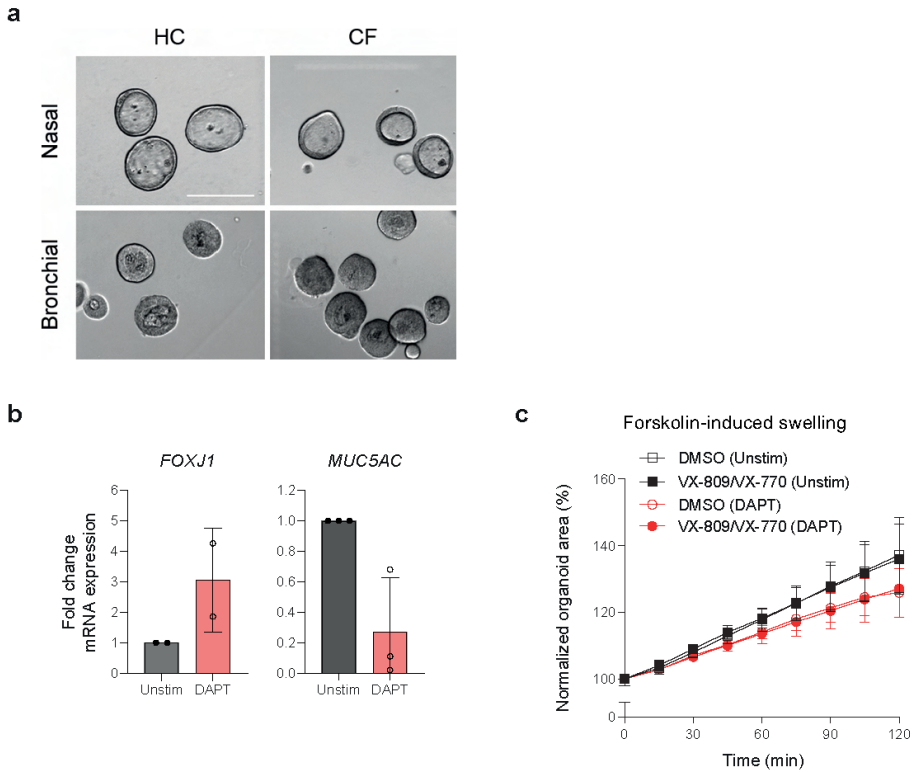 a
HC
CF
Nasal
Bronchial
b
FOXJ1
MUC5AC
Fold change
mRNA expression
6
5
4
3
2
1
0
Unstim
DAPT
1.2
1.0
0.8
0.6
0.4
0.2
0.0
Unstim
DAPT
c
Forskolin-induced swelling
DMSO (Unstim)
VX-809/VX-770 (Unstim)
DMSO (DAPT)
VX-809/VX-770 (DAPT)
Normalized organoid area (%)
160
140
120
100
0
0
30
60
90
120
Time (min)